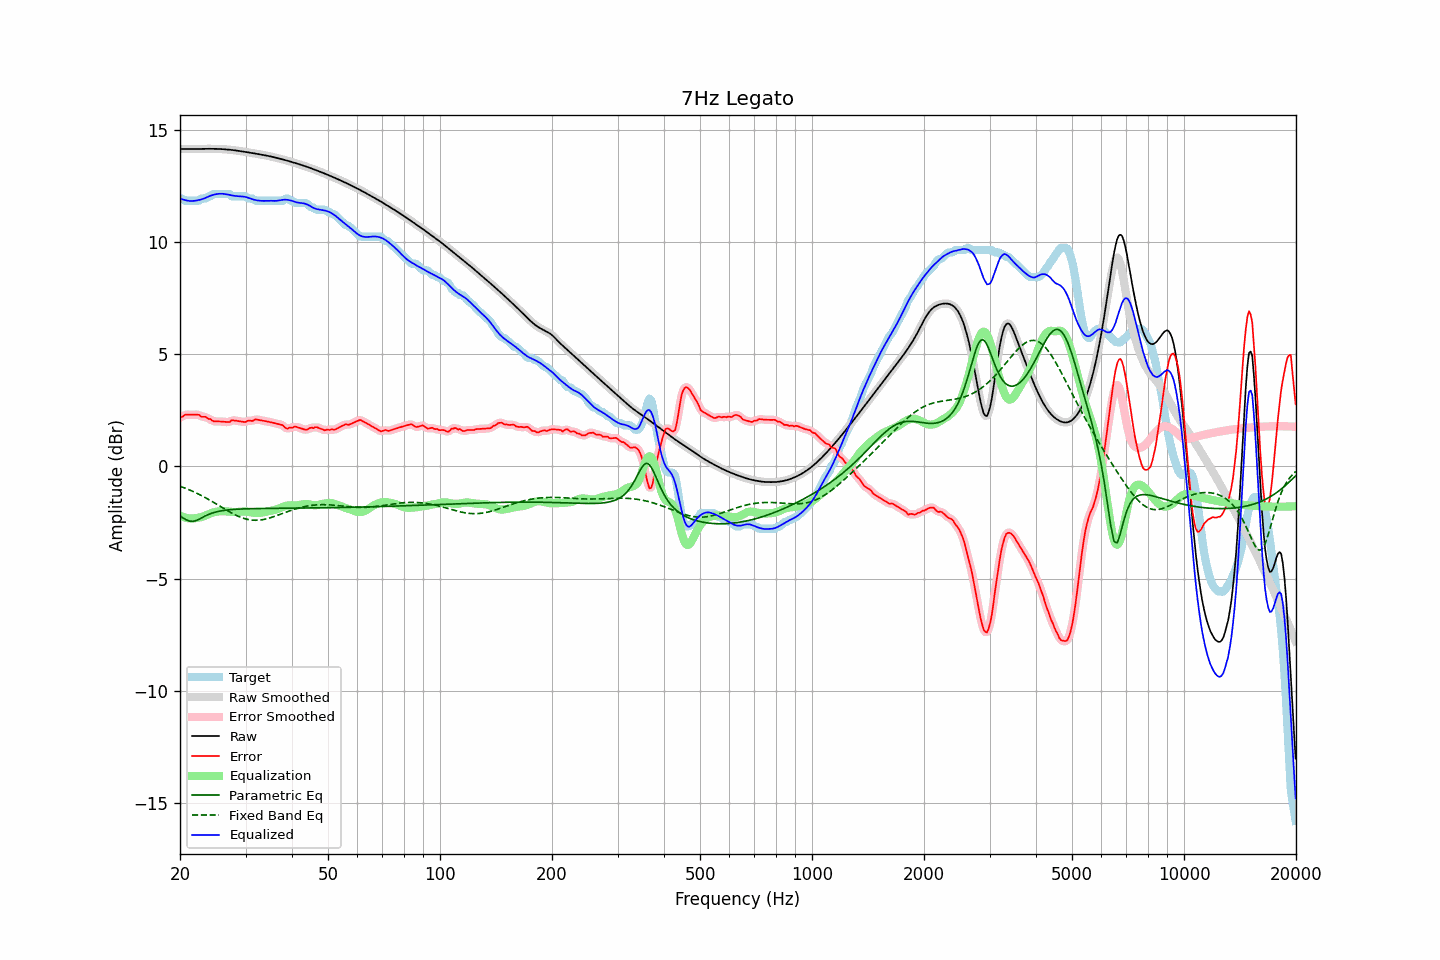 7Hz Legato
Amplitude (dBr)
15
10
5
0
−5
−10
−15
Target
Raw Smoothed
Error Smoothed
Raw
Error
Equalization
Parametric Eq
Fixed Band Eq
Equalized
20 50 100 200 500 1000 2000 5000 10000 20000
Frequency (Hz)